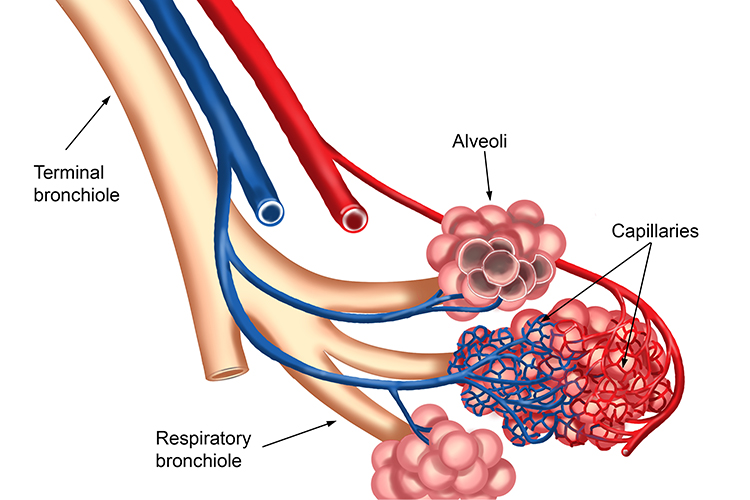 Alveoli
Terminal
bronchiole
Capillaries
Respiratory
bronchiole